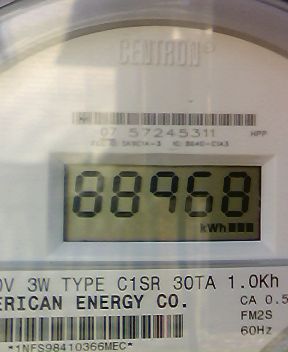 CENTRON®
07 57245311 HPP
88968
kWh
0V 3W TYPE C1SR 30TA 1.0Kh
ERICAN ENERGY CO.
CA 0.5
FM2S
60Hz
*1NFS98410366MEC*